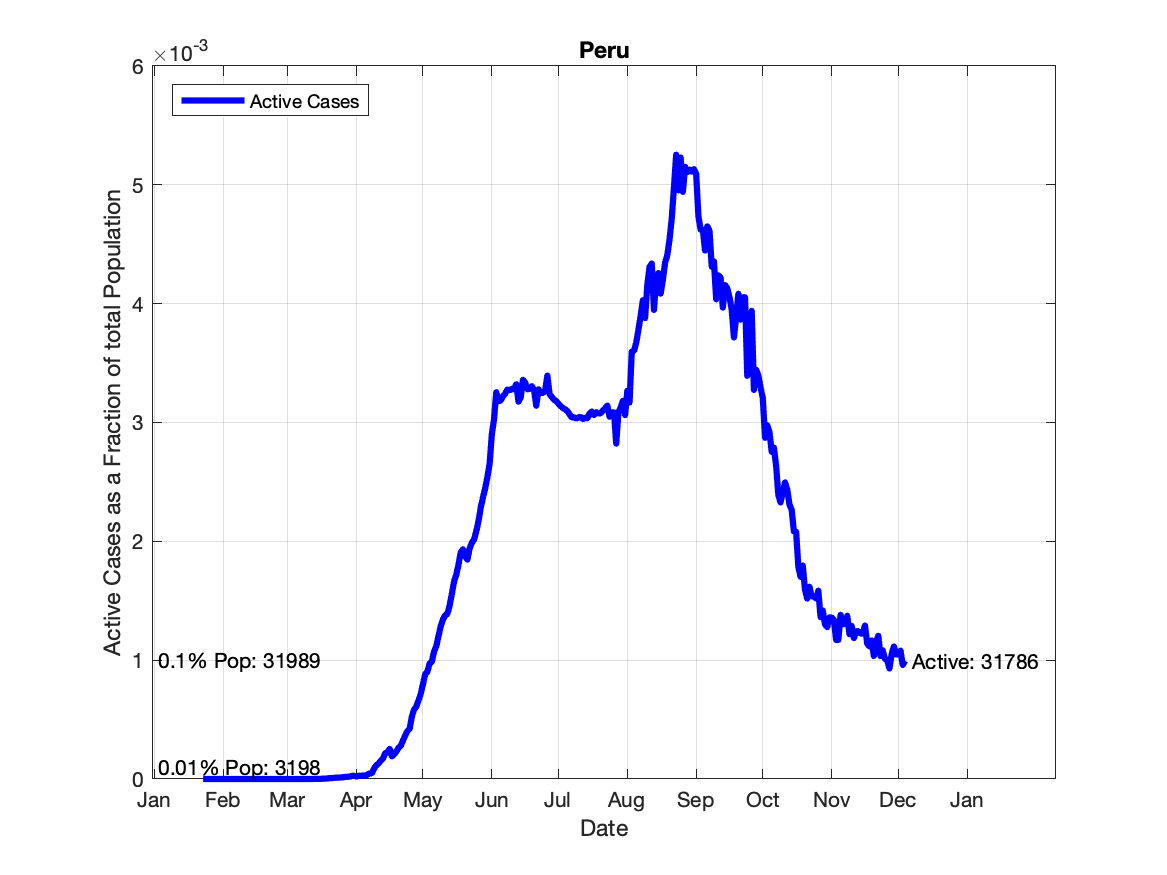 Peru
×10-3
Active Cases
6
5
4
3
2
1
0
Active Cases as a Fraction of total Population
0.1% Pop: 31989
Active: 31786
0.01% Pop: 3198
Jan Feb Mar Apr May Jun Jul Aug Sep Oct Nov Dec Jan
Date